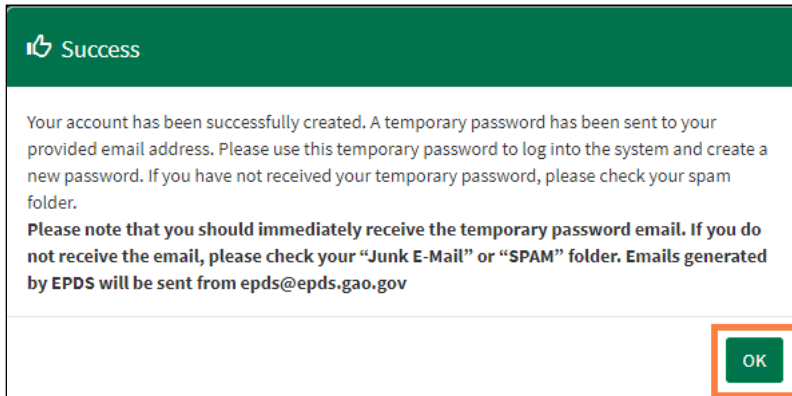 Success
Your account has been successfully created. A temporary password has been sent to your
provided email address. Please use this temporary password to log into the system and create a
new password. If you have not received your temporary password, please check your spam
folder.
Please note that you should immediately receive the temporary password email. If you do
not receive the email, please check your “Junk E-Mail” or “SPAM” folder. Emails generated
by EPDS will be sent from epds@epds.gao.gov
OK